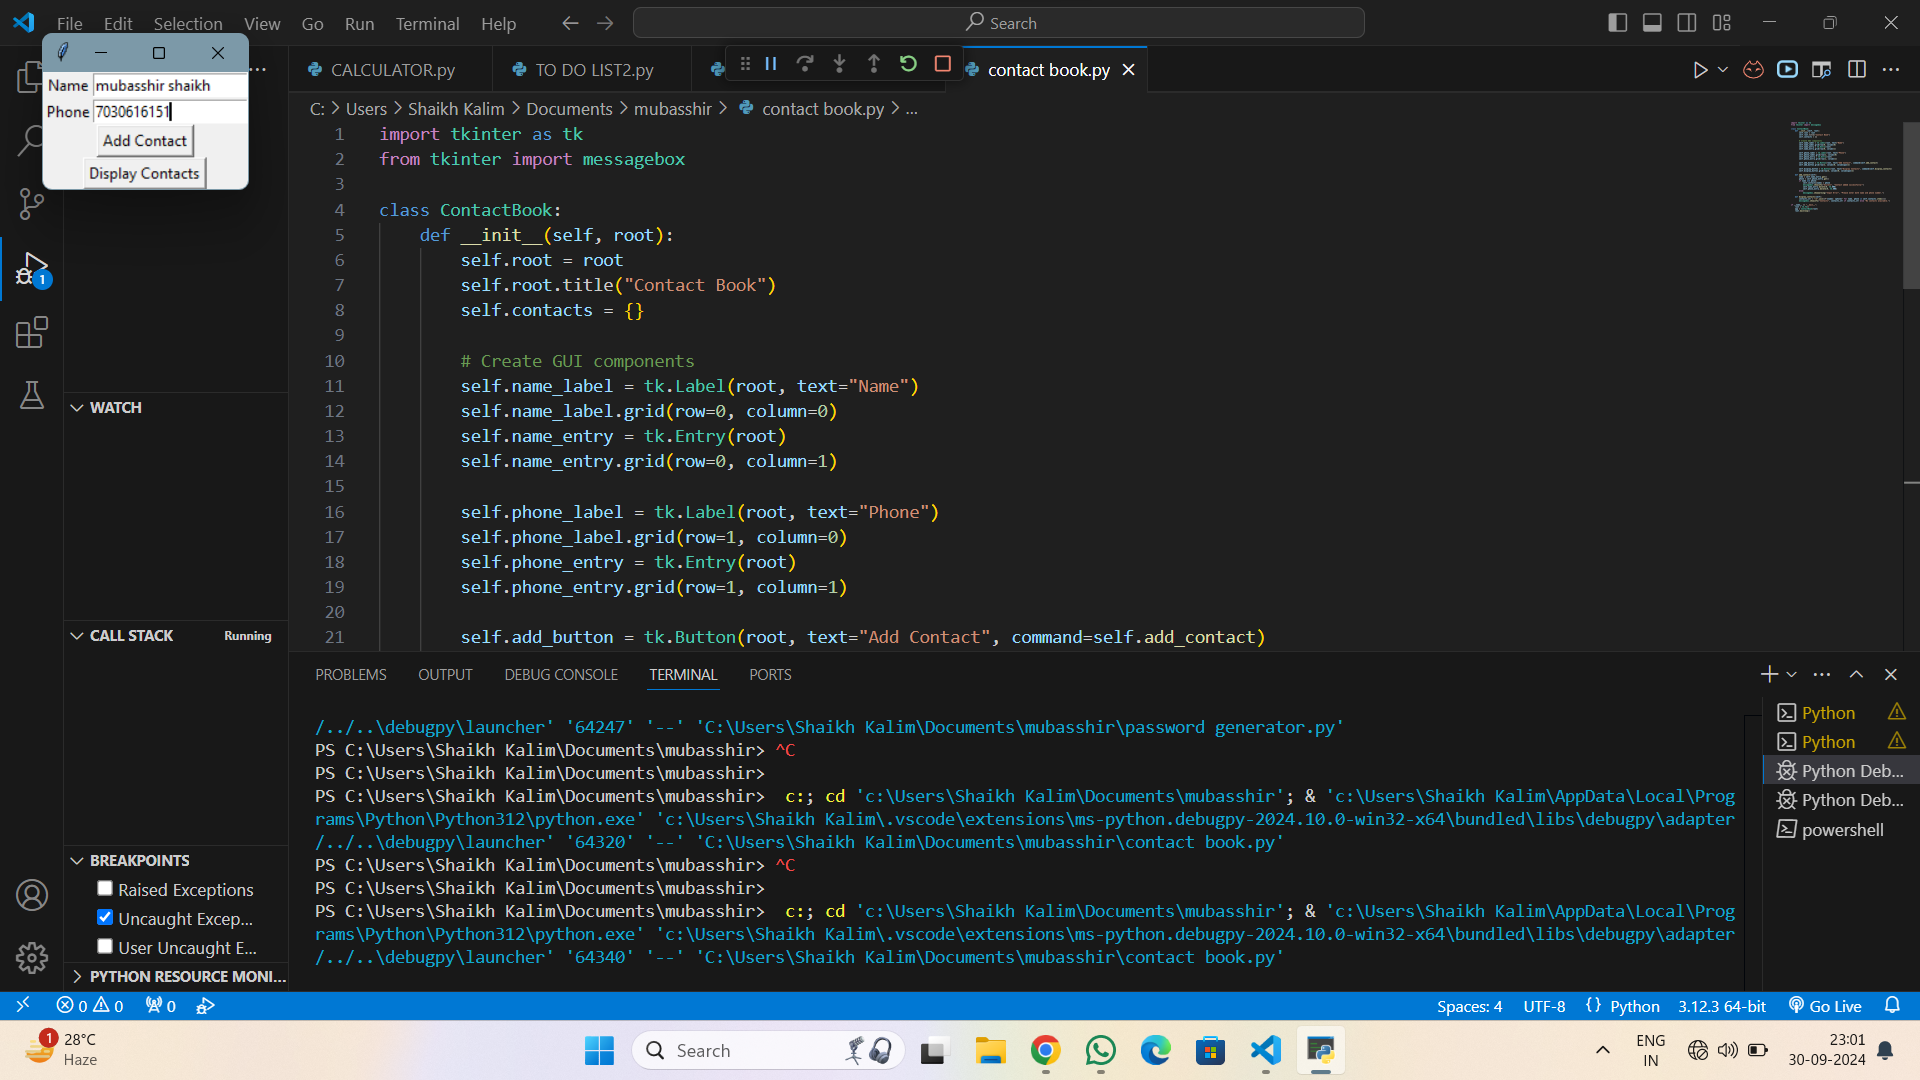 File Edit Selection View Go Run Terminal Help
Search
Name mubasshir shaikh
Phone 7030616151
Add Contact
Display Contacts
CALCULATOR.py
TO DO LIST2.py
contact book.py
C: > Users > Shaikh Kalim > Documents > mubasshir > contact book.py > ...
1 import tkinter as tk
2 from tkinter import messagebox
3
4 class ContactBook:
5 def __init__(self, root):
6 self.root = root
7 self.root.title("Contact Book")
8 self.contacts = {}
9
10 # Create GUI components
11 self.name_label = tk.Label(root, text="Name")
12 self.name_label.grid(row=0, column=0)
13 self.name_entry = tk.Entry(root)
14 self.name_entry.grid(row=0, column=1)
15
16 self.phone_label = tk.Label(root, text="Phone")
17 self.phone_label.grid(row=1, column=0)
18 self.phone_entry = tk.Entry(root)
19 self.phone_entry.grid(row=1, column=1)
20
21 self.add_button = tk.Button(root, text="Add Contact", command=self.add_contact)
1
WATCH
CALL STACK Running
BREAKPOINTS
Raised Exceptions
Uncaught Excep...
User Uncaught E...
PYTHON RESOURCE MONI...
PROBLEMS OUTPUT DEBUG CONSOLE TERMINAL PORTS
/../..\debugpy\launcher' '64247' '--' 'C:\Users\Shaikh Kalim\Documents\mubasshir\password generator.py'
PS C:\Users\Shaikh Kalim\Documents\mubasshir> ^C
PS C:\Users\Shaikh Kalim\Documents\mubasshir>
PS C:\Users\Shaikh Kalim\Documents\mubasshir> c:; cd 'c:\Users\Shaikh Kalim\Documents\mubasshir'; & 'c:\Users\Shaikh Kalim\AppData\Local\Prog
rams\Python\Python312\python.exe' 'c:\Users\Shaikh Kalim\.vscode\extensions\ms-python.debugpy-2024.10.0-win32-x64\bundled\libs\debugpy\adapter
/../..\debugpy\launcher' '64320' '--' 'C:\Users\Shaikh Kalim\Documents\mubasshir\contact book.py'
PS C:\Users\Shaikh Kalim\Documents\mubasshir> ^C
PS C:\Users\Shaikh Kalim\Documents\mubasshir>
PS C:\Users\Shaikh Kalim\Documents\mubasshir> c:; cd 'c:\Users\Shaikh Kalim\Documents\mubasshir'; & 'c:\Users\Shaikh Kalim\AppData\Local\Prog
rams\Python\Python312\python.exe' 'c:\Users\Shaikh Kalim\.vscode\extensions\ms-python.debugpy-2024.10.0-win32-x64\bundled\libs\debugpy\adapter
/../..\debugpy\launcher' '64340' '--' 'C:\Users\Shaikh Kalim\Documents\mubasshir\contact book.py'
Python
Python
Python Deb...
Python Deb...
powershell
0 0 0
Spaces: 4 UTF-8 {} Python 3.12.3 64-bit Go Live
1
28°C
Haze
Search
ENG
IN
23:01
30-09-2024